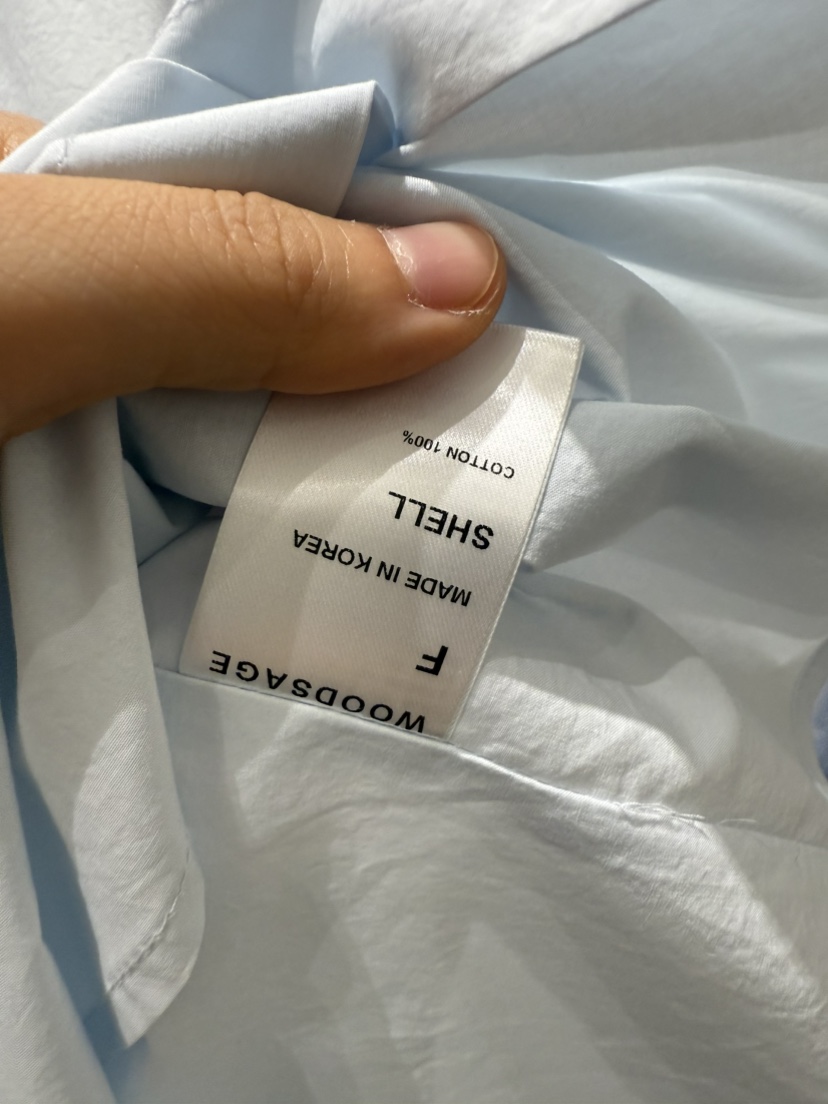 WOODSAGE
F
MADE IN KOREA
SHELL
COTTON 100%